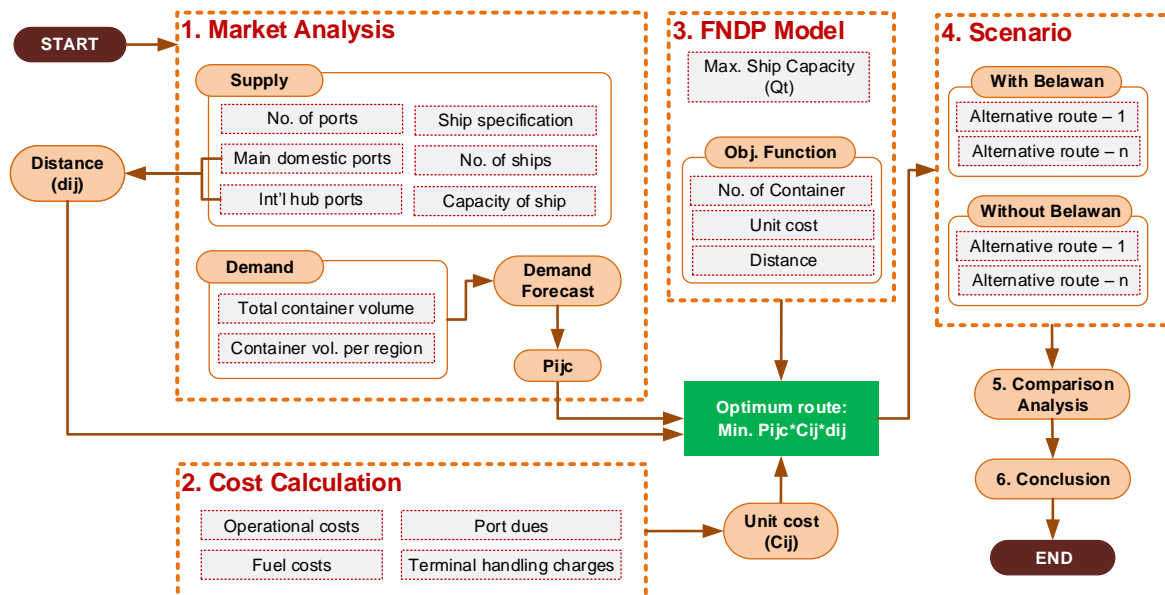 START
1. Market Analysis
Supply
No. of ports
Ship specification
Main domestic ports
No. of ships
Int'l hub ports
Capacity of ship
Distance
(dij)
Demand
Total container volume
Container vol. per region
Demand
Forecast
Pijc
2. Cost Calculation
Operational costs
Port dues
Fuel costs
Terminal handling charges
Unit cost
(Cij)
3. FNDP Model
Max. Ship Capacity
(Qt)
Obj. Function
No. of Container
Unit cost
Distance
Optimum route:
Min. Pijc*Cij*dij
4. Scenario
With Belawan
Alternative route – 1
Alternative route – n
Without Belawan
Alternative route – 1
Alternative route – n
5. Comparison
Analysis
6. Conclusion
END